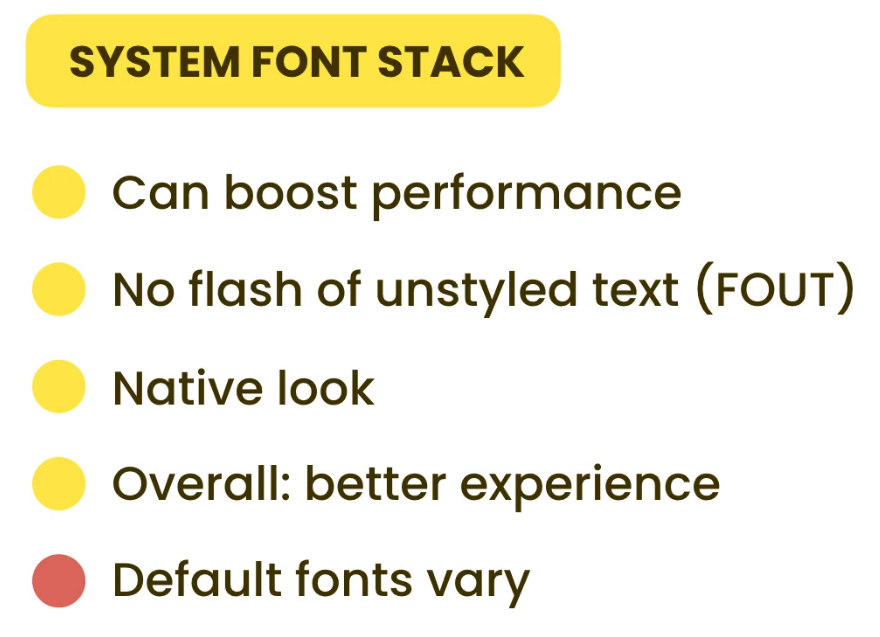 SYSTEM FONT STACK
Can boost performance
No flash of unstyled text (FOUT)
Native look
Overall: better experience
Default fonts vary